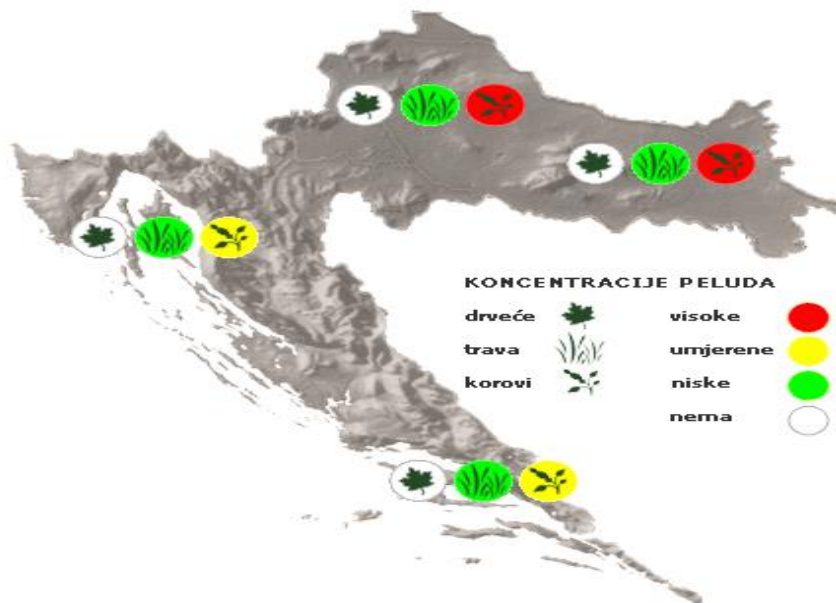 KONCENTRACIJE PELUDA
drveće visoke
trava umjerene
korovi niske
nema